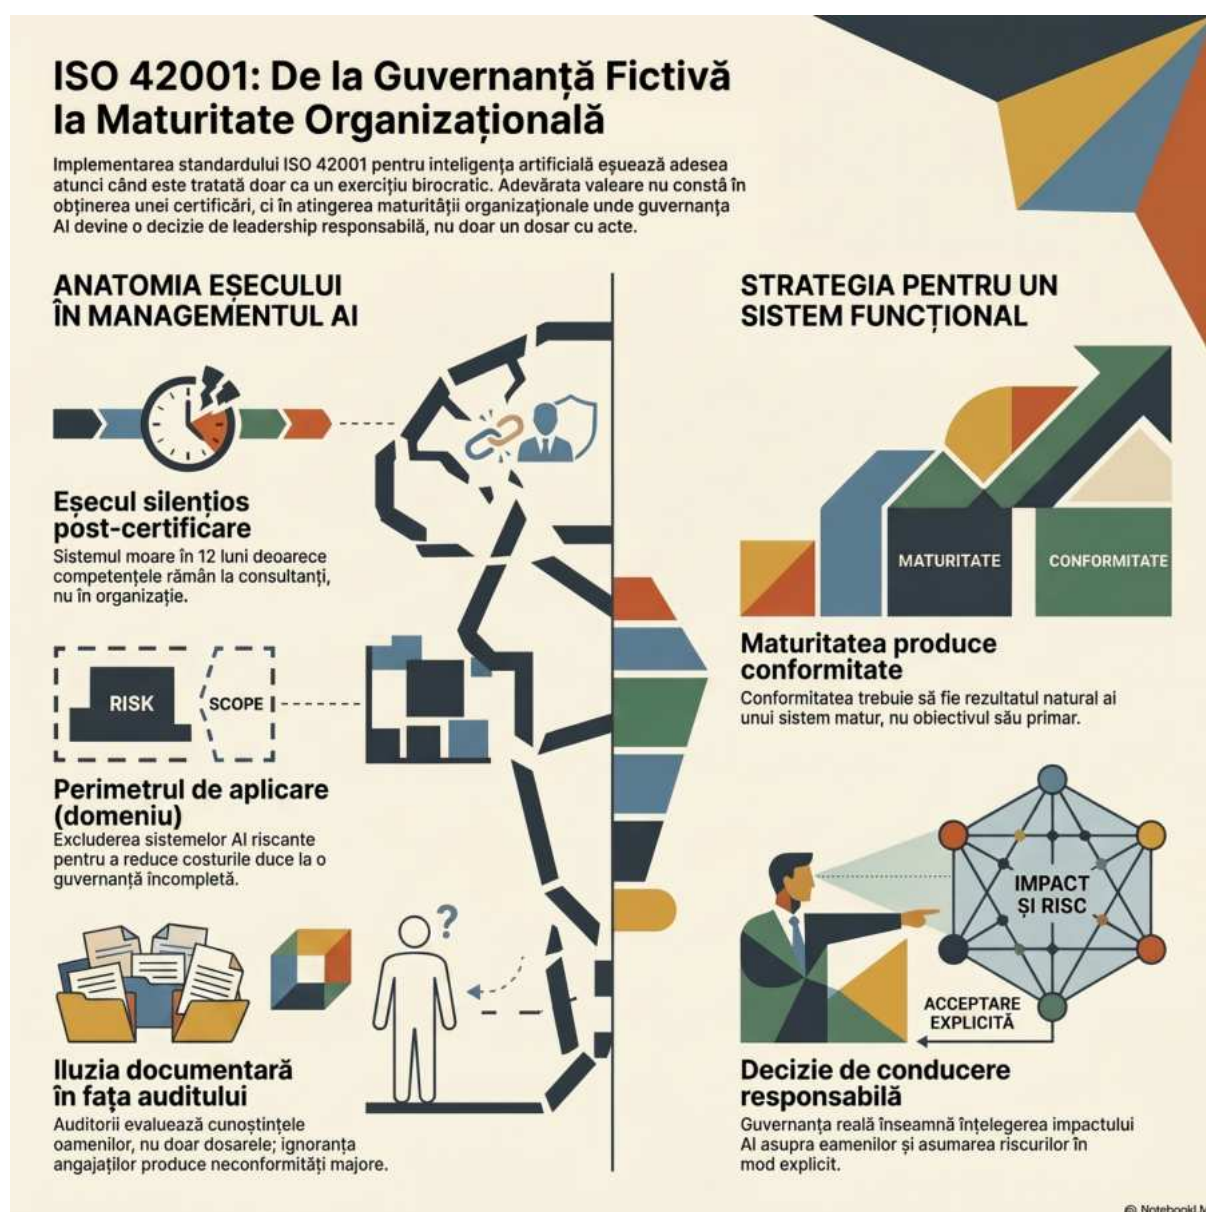 ISO 42001: De la Guvernanță Fictivă
la Maturitate Organizațională
Implementarea standardului ISO 42001 pentru inteligența artificială eșuează adesea
atunci când este tratată doar ca un exercițiu birocratic. Adevărata valeare nu constă în
obținerea unei certificări, ci în atingerea maturității organizaționale unde guvernanța
AI devine o decizie de leadership responsabilă, nu doar un dosar cu acte.
ANATOMIA EȘECULUI
ÎN MANAGEMENTUL AI
Eșecul silențios
post-certificare
Sistemul moare în 12 luni deoarece
competențele rămân la consultanți,
nu în organizație.
RISK
SCOPE
Perimetrul de aplicare
(domeniu)
Excluderea sistemelor AI riscante
pentru a reduce costurile duce la o
guvernanță incompletă.
?
Iluzia documentară
în fața auditului
Auditorii evaluează cunoștințele
oamenilor, nu doar dosarele; ignoranța
angajaților produce neconformități majore.
STRATEGIA PENTRU UN
SISTEM FUNCȚIONAL
MATURITATE
CONFORMITATE
Maturitatea produce
conformitate
Conformitatea trebuie să fie rezultatul natural ai
unui sistem matur, nu obiectivul său primar.
IMPACT
ȘI RISC
ACCEPTARE
EXPLICITĂ
Decizie de conducere
responsabilă
Guvernanța reală înseamnă înțelegerea impactului
AI asupra eamenilor și asumarea riscurilor în
mod explicit.
NotebookLM